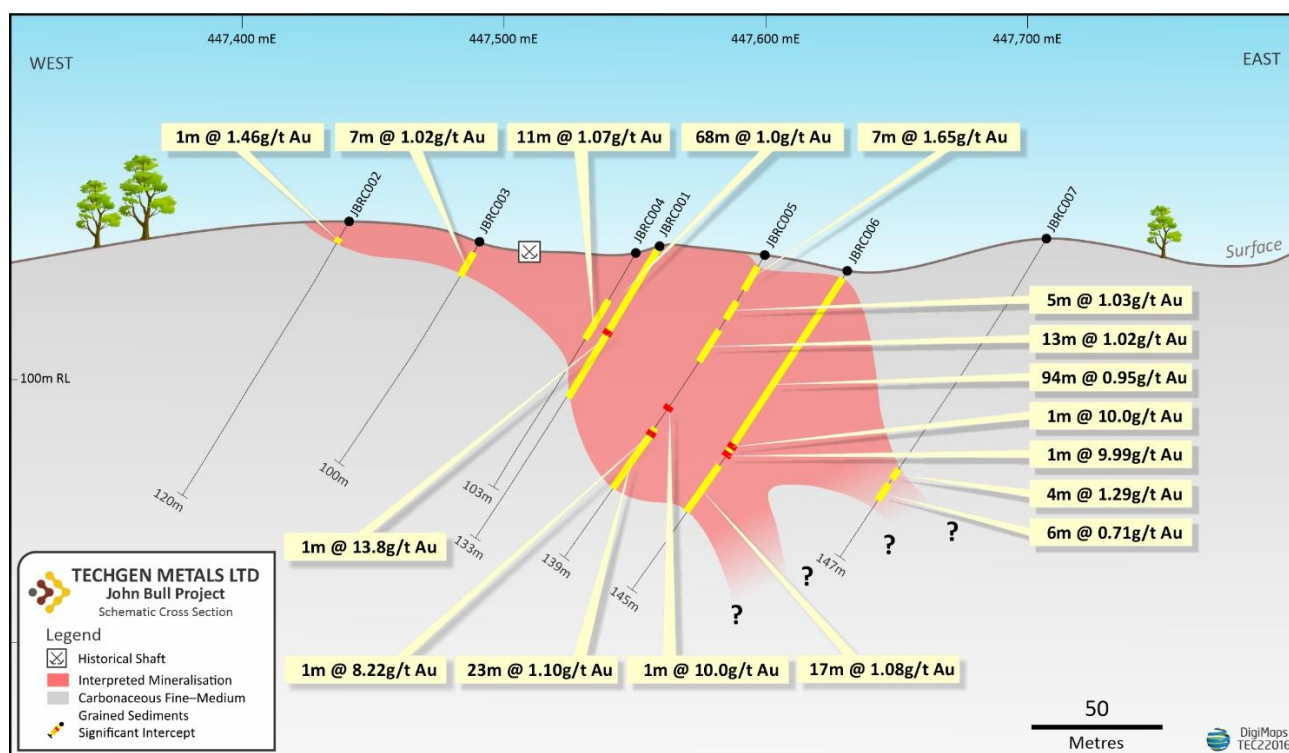 447,400 mE
447,500 mE
447,600 mE
447,700 mE
WEST
EAST
1m @ 1.46g/t Au
7m @ 1.02g/t Au
11m @ 1.07g/t Au
68m @ 1.0g/t Au
7m @ 1.65g/t Au
JBRC002
JBRC003
JBRC004
JBRC001
JBRC005
JBRC006
JBRC007
Surface
5m @ 1.03g/t Au
13m @ 1.02g/t Au
94m @ 0.95g/t Au
1m @ 10.0g/t Au
1m @ 9.99g/t Au
4m @ 1.29g/t Au
6m @ 0.71g/t Au
100m RL
120m
100m
103m
133m
139m
145m
147m
?
?
?
?
1m @ 13.8g/t Au
1m @ 8.22g/t Au
23m @ 1.10g/t Au
1m @ 10.0g/t Au
17m @ 1.08g/t Au
TECHGEN METALS LTD
John Bull Project
Schematic Cross Section
Legend
Historical Shaft
Interpreted Mineralisation
Carbonaceous Fine–Medium
Grained Sediments
Significant Intercept
50
Metres
DigiMaps
TEC22016